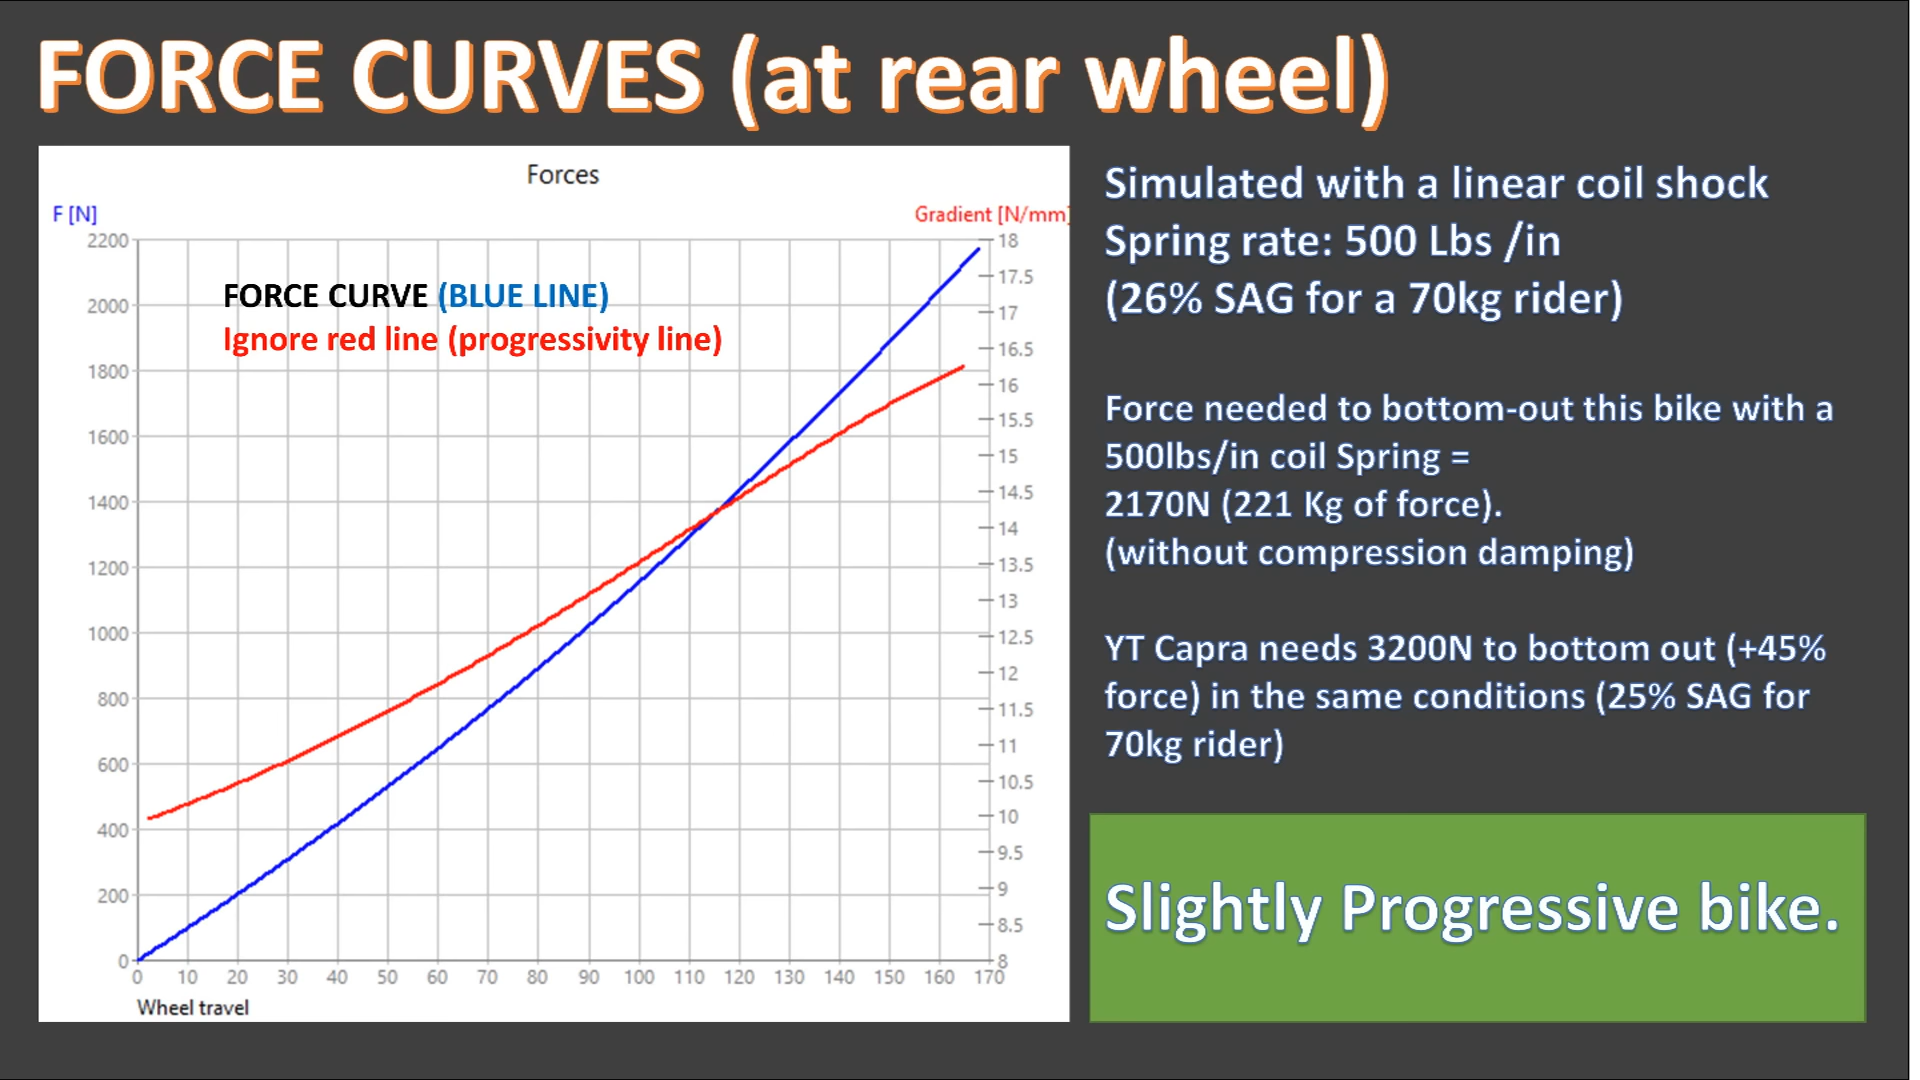 FORCE CURVES (at rear wheel)
Forces
F [N]
Gradient [N/mm]
2200
2000
1800
1600
1400
1200
1000
800
600
400
200
0
18
17.5
17
16.5
16
15.5
15
14.5
14
13.5
13
12.5
12
11.5
11
10.5
10
9.5
9
8.5
8
0 10 20 30 40 50 60 70 80 90 100 110 120 130 140 150 160 170
Wheel travel
FORCE CURVE (BLUE LINE)
Ignore red line (progressivity line)
Simulated with a linear coil shock
Spring rate: 500 Lbs /in
(26% SAG for a 70kg rider)
Force needed to bottom-out this bike with a
500lbs/in coil Spring =
2170N (221 Kg of force).
(without compression damping)
YT Capra needs 3200N to bottom out (+45%
force) in the same conditions (25% SAG for
70kg rider)
Slightly Progressive bike.